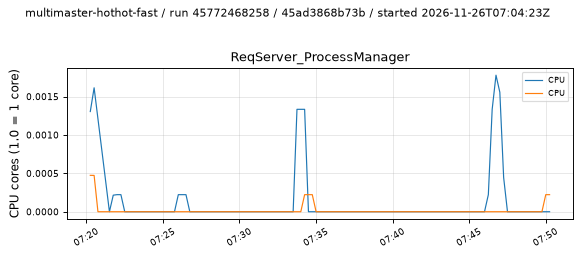 multimaster-hothot-fast / run 45772468258 / 45ad3868b73b / started 2026-11-26T07:04:23Z
ReqServer_ProcessManager
CPU cores (1.0 = 1 core)
0.0015
0.0010
0.0005
0.0000
CPU
CPU
07:20
07:25
07:30
07:35
07:40
07:45
07:50